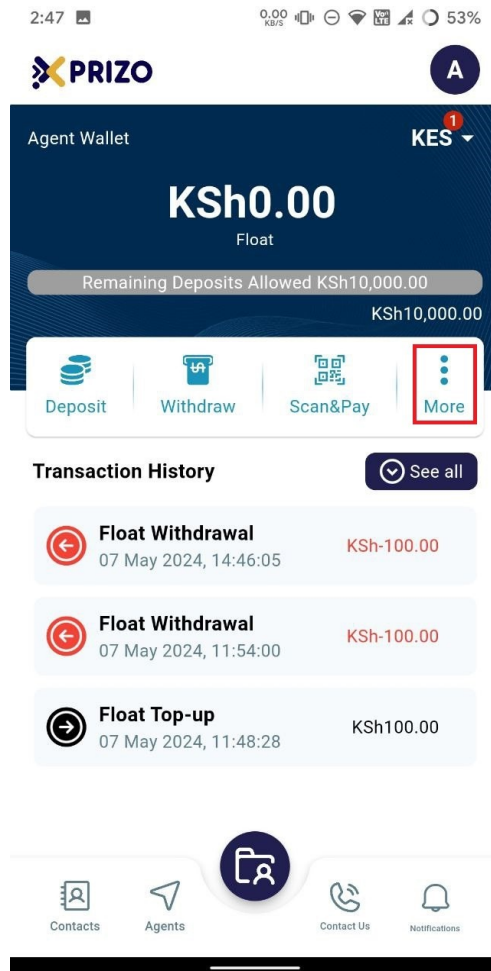 2:47 0.00 KB/S Vo» LTE 53%
PRIZO A
Agent Wallet KES 1
KSh0.00
Float
Remaining Deposits Allowed KSh10,000.00
KSh10,000.00
Deposit Withdraw Scan&Pay More
Transaction History See all
Float Withdrawal
07 May 2024, 14:46:05 KSh-100.00
Float Withdrawal
07 May 2024, 11:54:00 KSh-100.00
Float Top-up
07 May 2024, 11:48:28 KSh100.00
Contacts Agents Contact Us Notifications